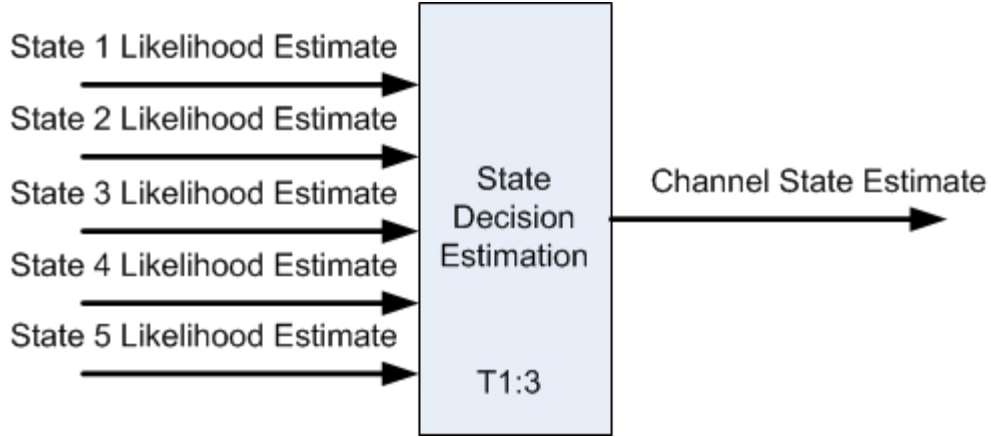 State 1 Likelihood Estimate
State 2 Likelihood Estimate
State 3 Likelihood Estimate
State 4 Likelihood Estimate
State 5 Likelihood Estimate
State
Decision
Estimation
T1:3
Channel State Estimate